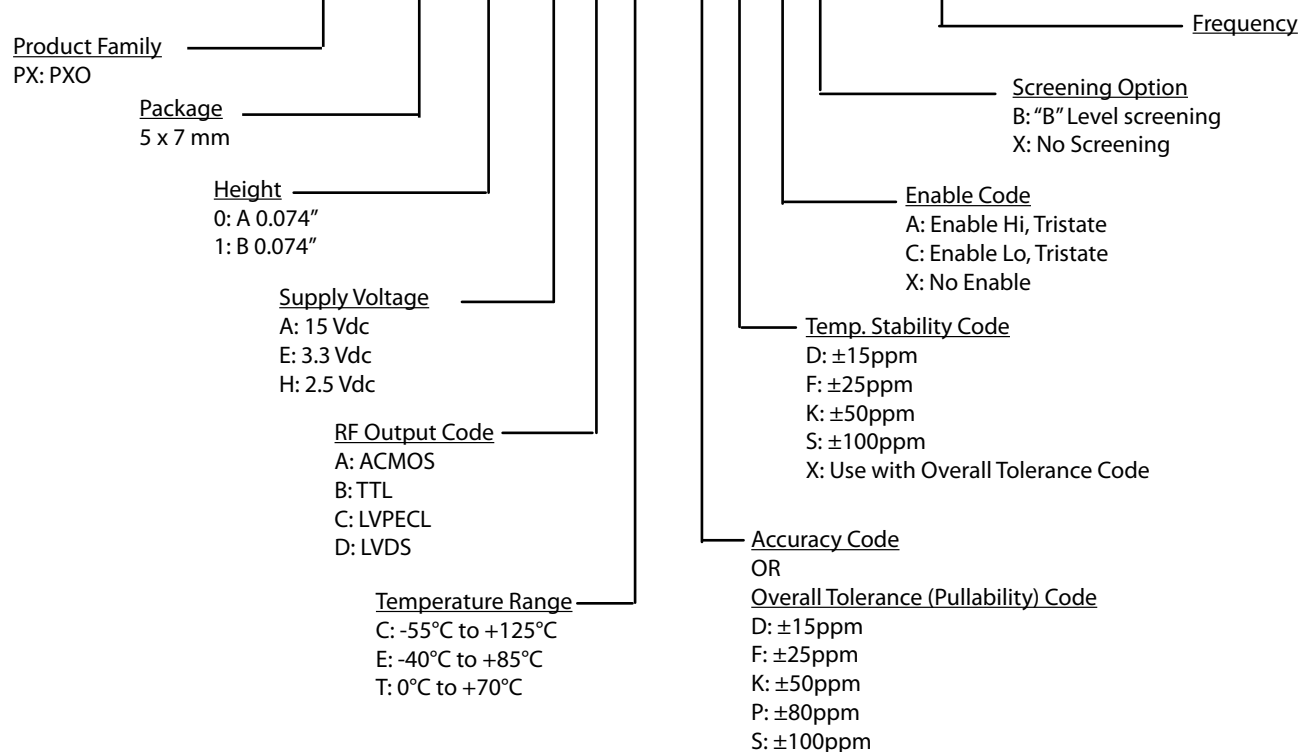 Frequency
Product Family
PX: PXO
Package
5 x 7 mm
Height
0: A 0.074”
1: B 0.074”
Supply Voltage
A: 15 Vdc
E: 3.3 Vdc
H: 2.5 Vdc
RF Output Code
A: ACMOS
B: TTL
C: LVPECL
D: LVDS
Temperature Range
C: -55°C to +125°C
E: -40°C to +85°C
T: 0°C to +70°C
Screening Option
B: “B” Level screening
X: No Screening
Enable Code
A: Enable Hi, Tristate
C: Enable Lo, Tristate
X: No Enable
Temp. Stability Code
D: ±15ppm
F: ±25ppm
K: ±50ppm
S: ±100ppm
X: Use with Overall Tolerance Code
Accuracy Code
OR
Overall Tolerance (Pullability) Code
D: ±15ppm
F: ±25ppm
K: ±50ppm
P: ±80ppm
S: ±100ppm